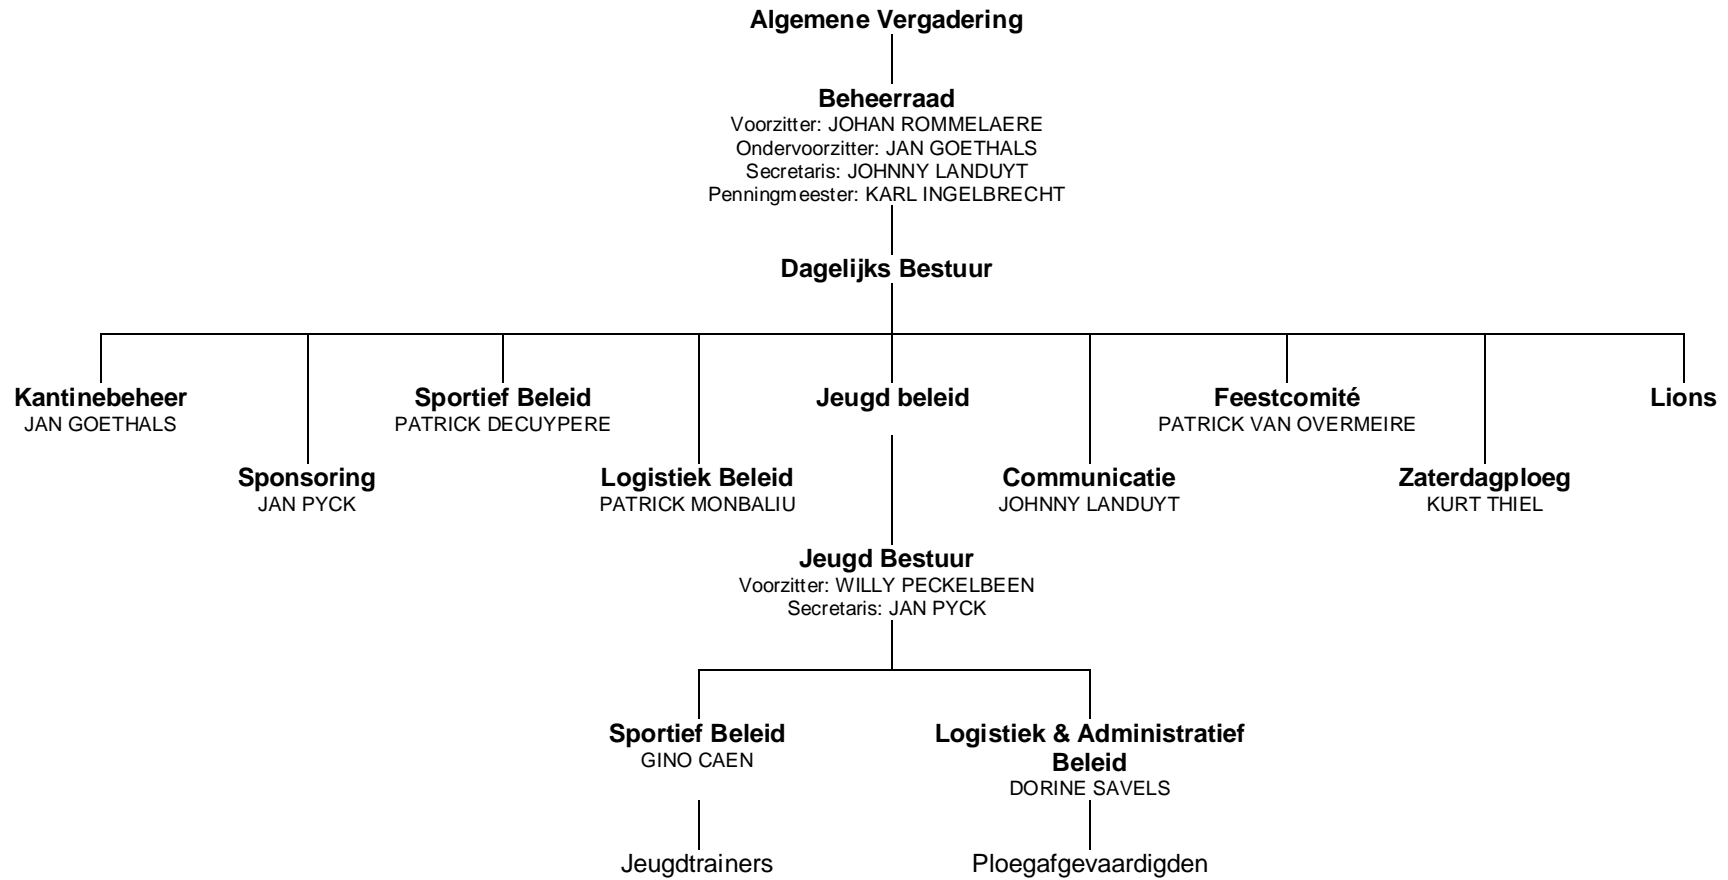 Algemene Vergadering
Beheerraad
Voorzitter: JOHAN ROMMELAERE
Ondervoorzitter: JAN GOETHALS
Secretaris: JOHNNY LANDUYT
Penningmeester: KARL INGELBRECHT
Dagelijks Bestuur
Kantinebeheer
JAN GOETHALS
Sponsoring
JAN PYCK
Sportief Beleid
PATRICK DECUYPERE
Logistiek Beleid
PATRICK MONBALIU
Jeugd beleid
Communicatie
JOHNNY LANDUYT
Feestcomité
PATRICK VAN OVERMEIRE
Zaterdagploeg
KURT THIEL
Lions
Jeugd Bestuur
Voorzitter: WILLY PECKELBEEN
Secretaris: JAN PYCK
Sportief Beleid
GINO CAEN
Jeugdtrainers
Logistiek & Administratief
Beleid
DORINE SAVELS
Ploegafgevaardigden